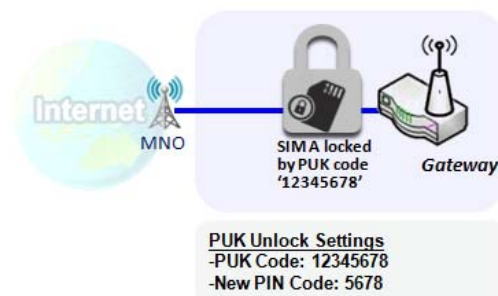 Internet
MNO
SIM A locked
by PUK code
'12345678'
Gateway
PUK Unlock Settings
-PUK Code: 12345678
-New PIN Code: 5678